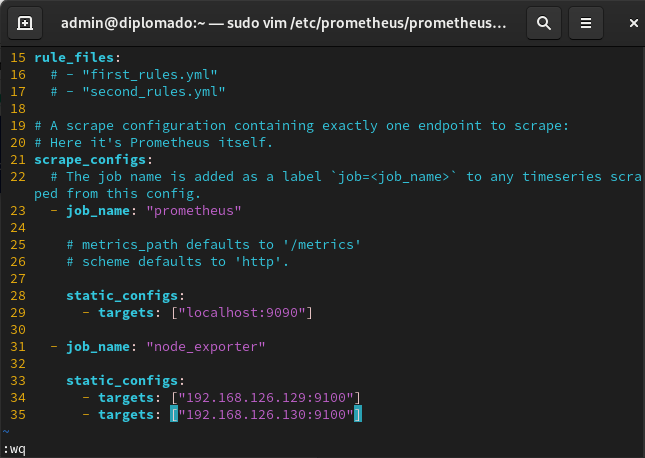 admin@diplomado:~ — sudo vim /etc/prometheus/prometheus...
15 rule_files:
16   # - "first_rules.yml"
17   # - "second_rules.yml"
18
19 # A scrape configuration containing exactly one endpoint to scrape:
20 # Here it's Prometheus itself.
21 scrape_configs:
22   # The job name is added as a label `job=<job_name>` to any timeseries scra
ped from this config.
23   - job_name: "prometheus"
24
25     # metrics_path defaults to '/metrics'
26     # scheme defaults to 'http'.
27
28     static_configs:
29       - targets: ["localhost:9090"]
30
31   - job_name: "node_exporter"
32
33     static_configs:
34       - targets: ["192.168.126.129:9100"]
35       - targets: ["192.168.126.130:9100"]
~
:wq